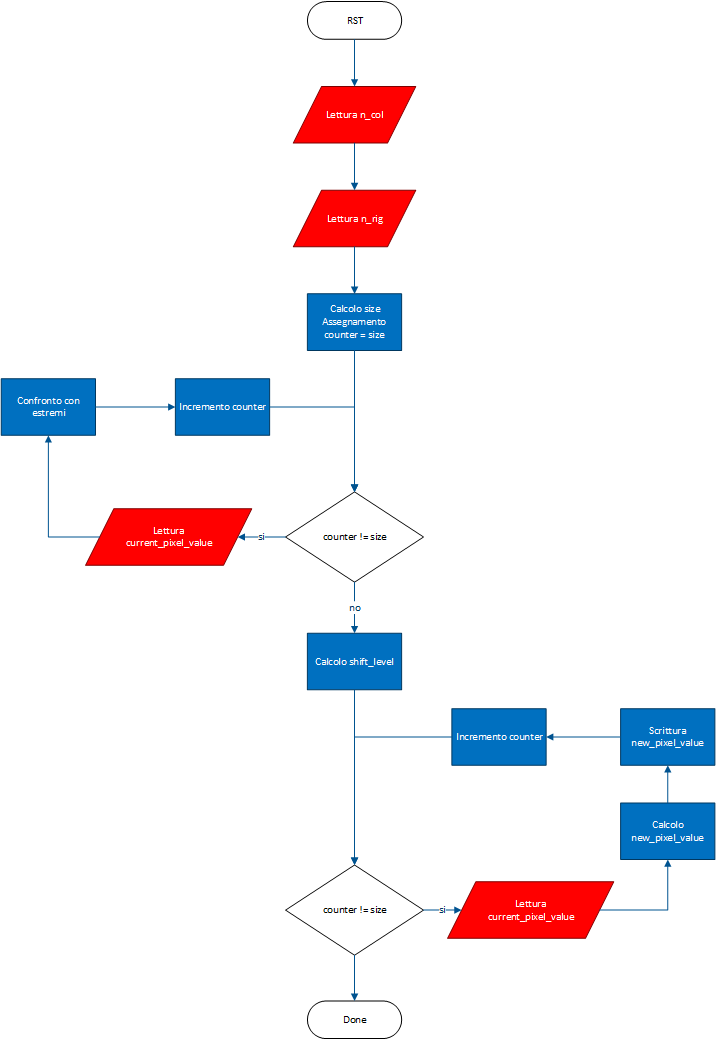 RST
Lettura n_col
Lettura n_rig
Calcolo size
Assegnamento
counter = size
Confronto con
estremi
Incremento counter
Lettura
current_pixel_value
si
counter != size
no
Calcolo shift_level
Incremento counter
Scrittura
new_pixel_value
Calcolo
new_pixel_value
counter != size
si
Lettura
current_pixel_value
Done